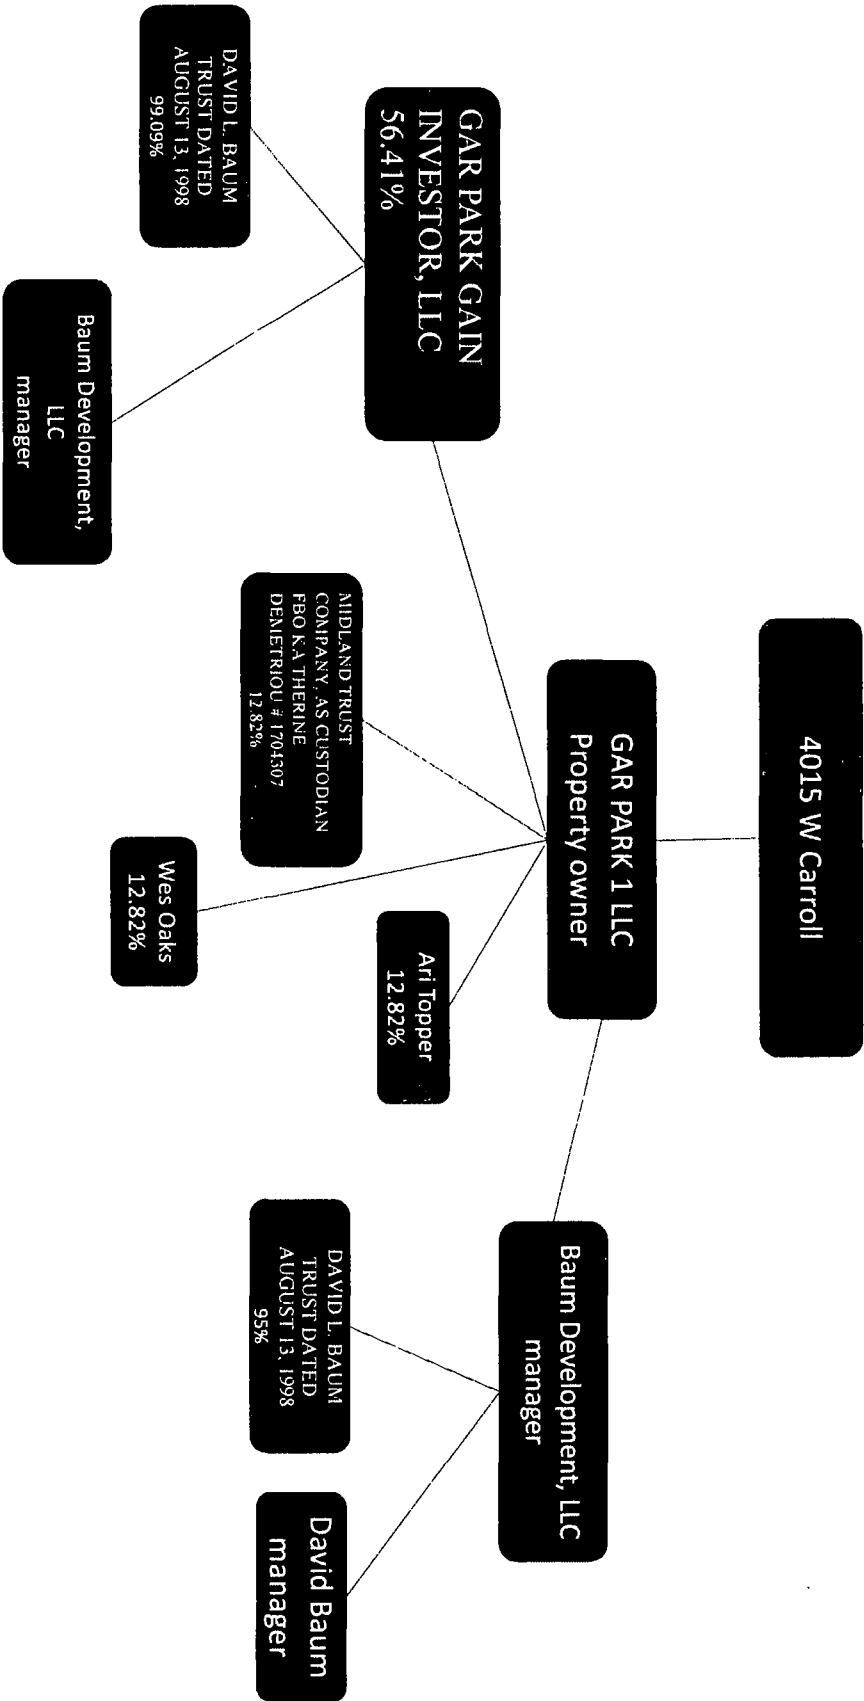 4015 W Carroll
GAR PARK 1 LLC
Property owner
Baum Development, LLC
manager
GAR PARK GAIN
INVESTOR, LLC
56.41%
MIDLAND TRUST
COMPANY, AS CUSTODIAN
FBO KA THERINE
DEMETRIOU # 1704307
12.82%
Wes Oaks
12.82%
Ari Topper
12.82%
DAVID L. BAUM
TRUST DATED
AUGUST 13, 1998
95%
David Baum
manager
DAVID L. BAUM
TRUST DATED
AUGUST 13, 1998
99.09%
Baum Development,
LLC
manager